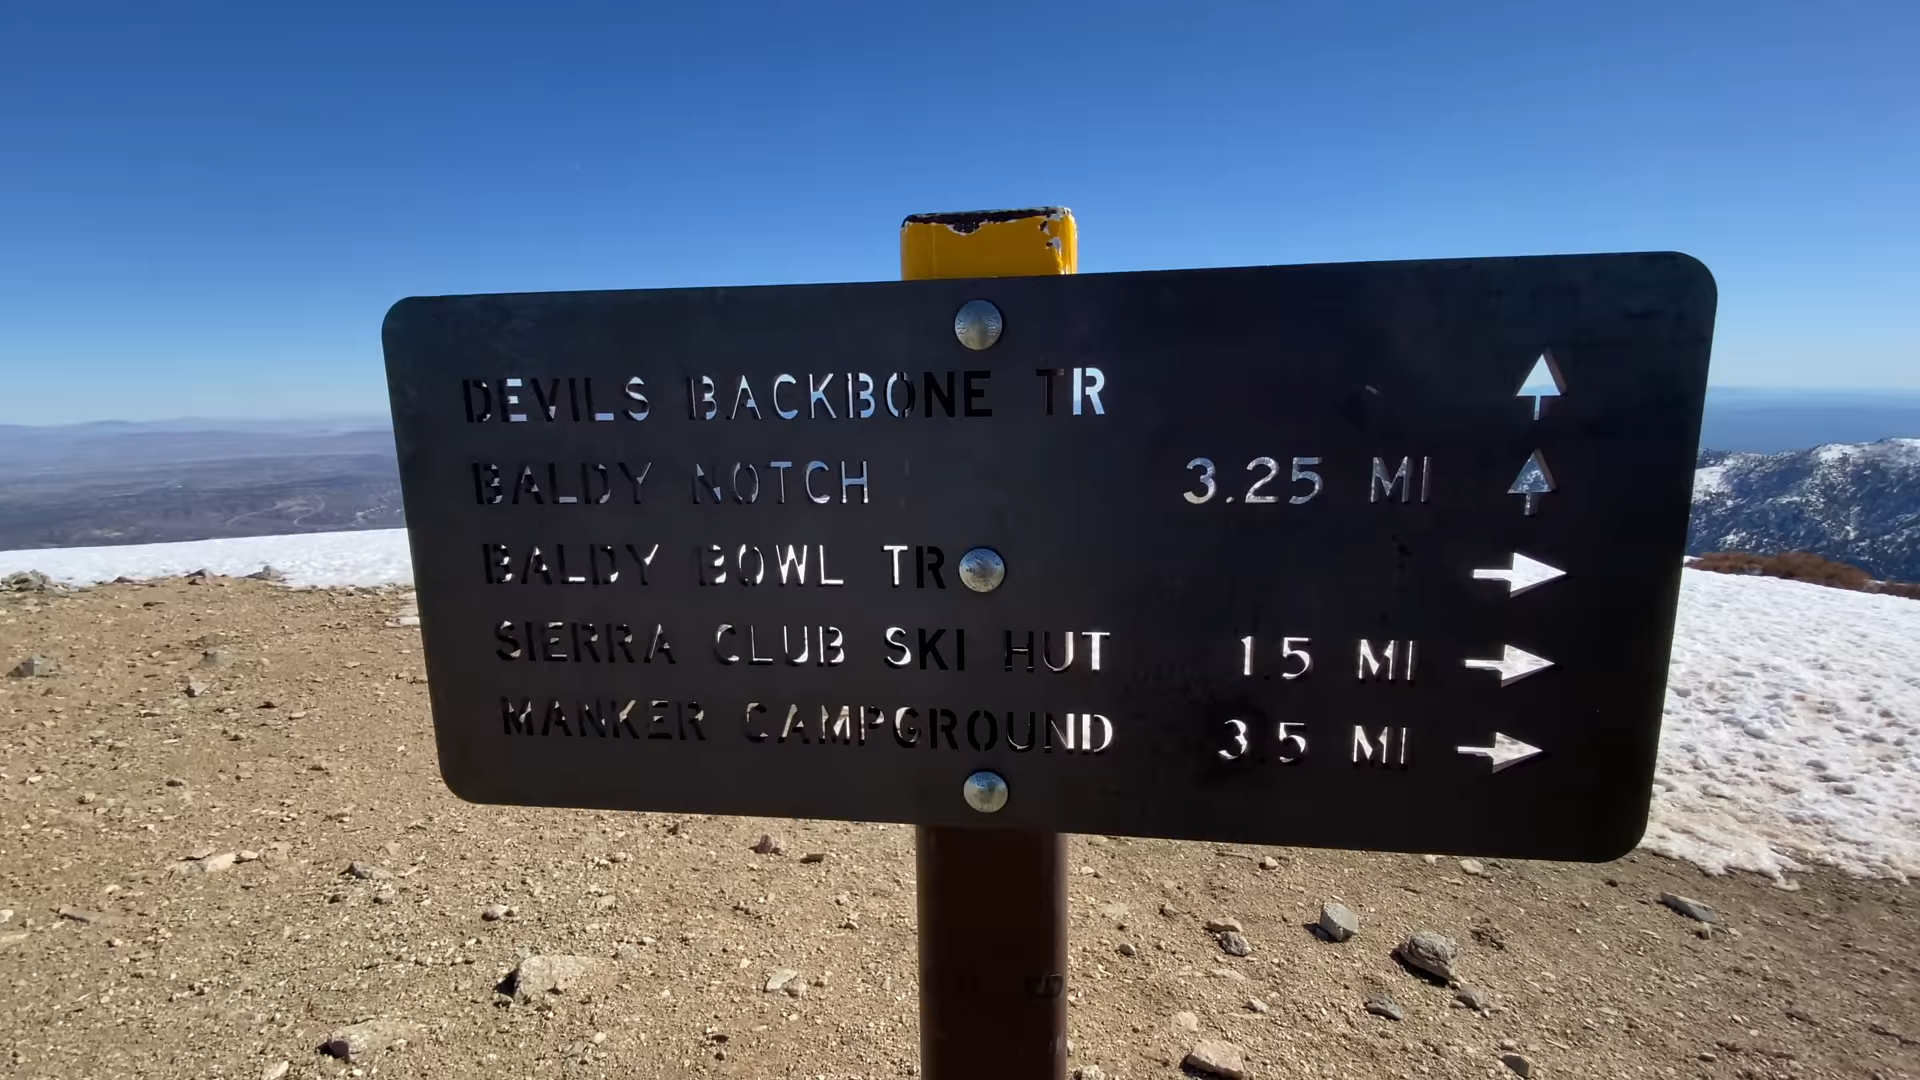 DEVILS BACKBONE TR ↑
BALDY NOTCH 3.25 MI ↑
BALDY BOWL TR →
SIERRA CLUB SKI HUT 1.5 MI →
MANKER CAMPGROUND 3.5 MI →